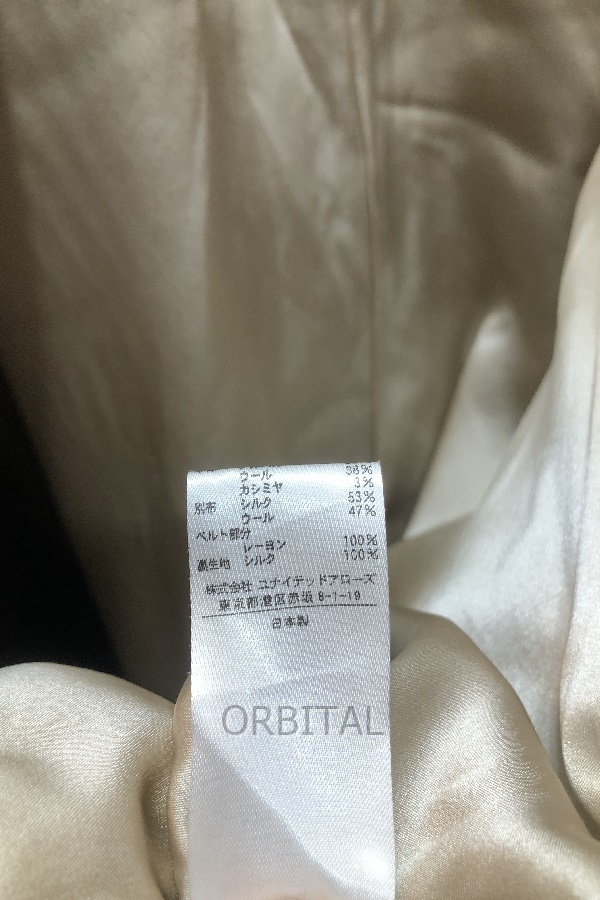 ウール 38%
カシミヤ 3%
別布 シルク 53%
ウール 47%
ベルト部分
レーヨン 100%
裏生地 シルク 100%
株式会社 ユナイテッドアローズ
東京都港区赤坂 8-1-19
日本製
ORBITAL